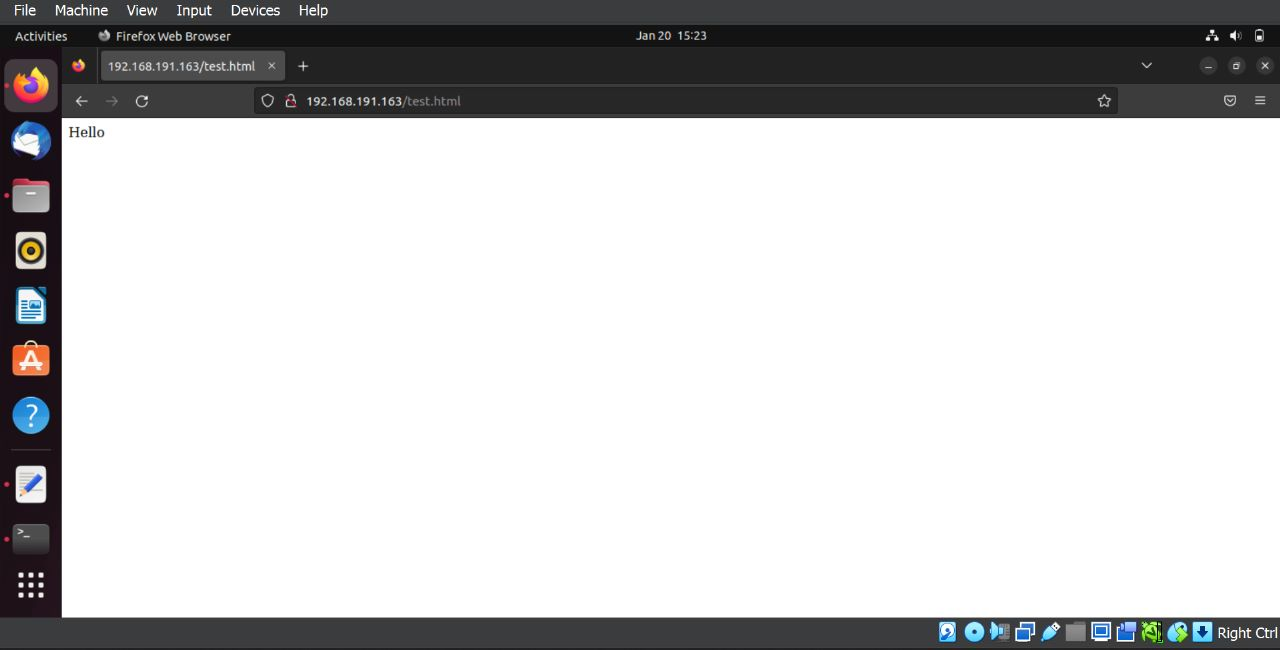 File Machine View Input Devices Help
Activities Firefox Web Browser Jan 20 15:23
192.168.191.163/test.html
192.168.191.163/test.html
Hello
Right Ctrl